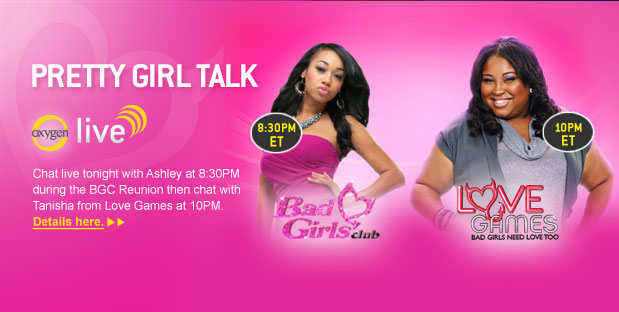 PRETTY GIRL TALK
oxygen live
Chat live tonight with Ashley at 8:30PM
during the BGC Reunion then chat with
Tanisha from Love Games at 10PM.
Details here.
8:30PM
ET
Bad
Girls club
10PM
ET
LOVE
GAMES
BAD GIRLS NEED LOVE TOO